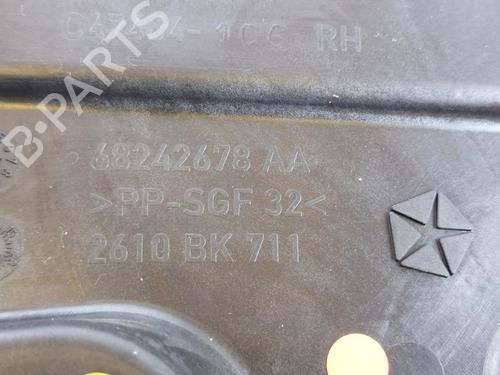 RH
68242678 AA
>PP-SGF 32<
2610 BK 711
B-PARTS